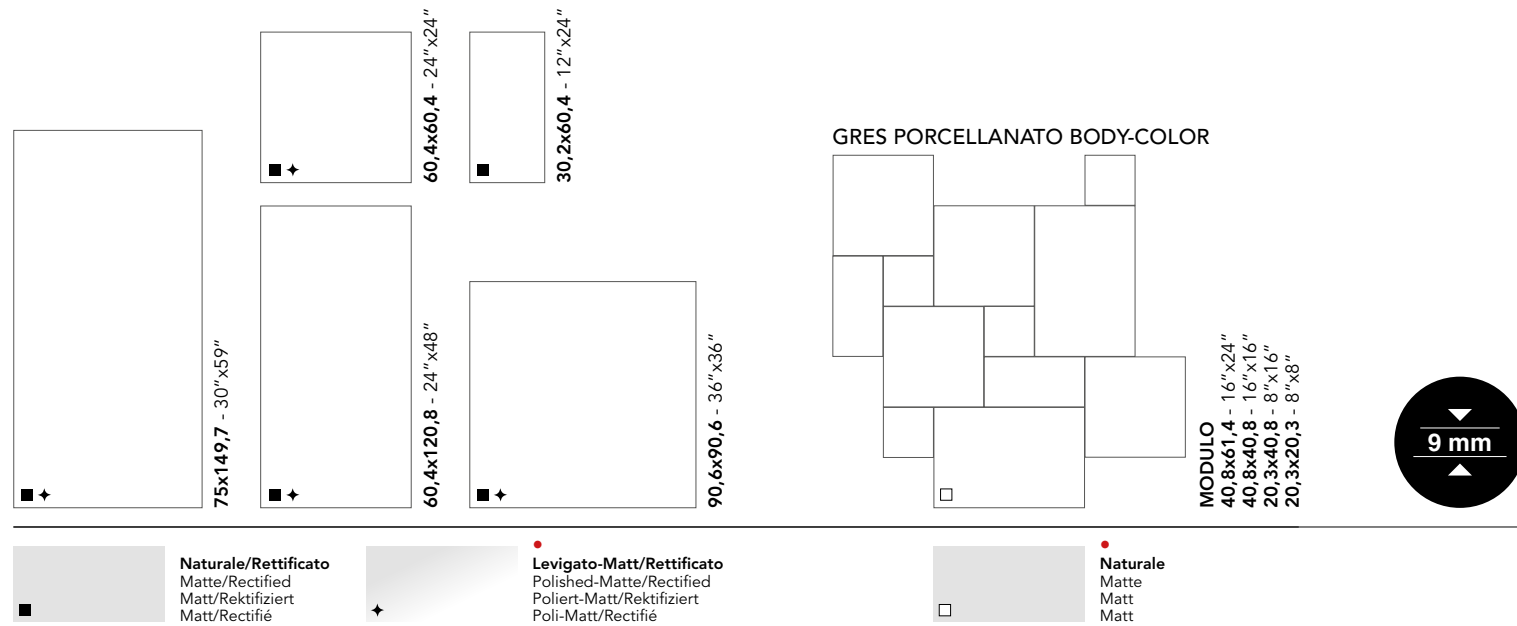 60,4x60,4 - 24”x24”
30,2x60,4 - 12”x24”
75x149,7 - 30”x59”
60,4x120,8 - 24”x48”
90,6x90,6 - 36”x36”
GRES PORCELLANATO BODY-COLOR
MODULO
40,8x61,4 - 16”x24”
40,8x40,8 - 16”x16”
20,3x40,8 - 8”x16”
20,3x20,3 - 8”x8”
9 mm
Naturale/Rettificato
Matte/Rectified
Matt/Rektifiziert
Matt/Rectifié
Levigato-Matt/Rettificato
Polished-Matte/Rectified
Poliert-Matt/Rektifiziert
Poli-Matt/Rectifié
Naturale
Matte
Matt
Matt